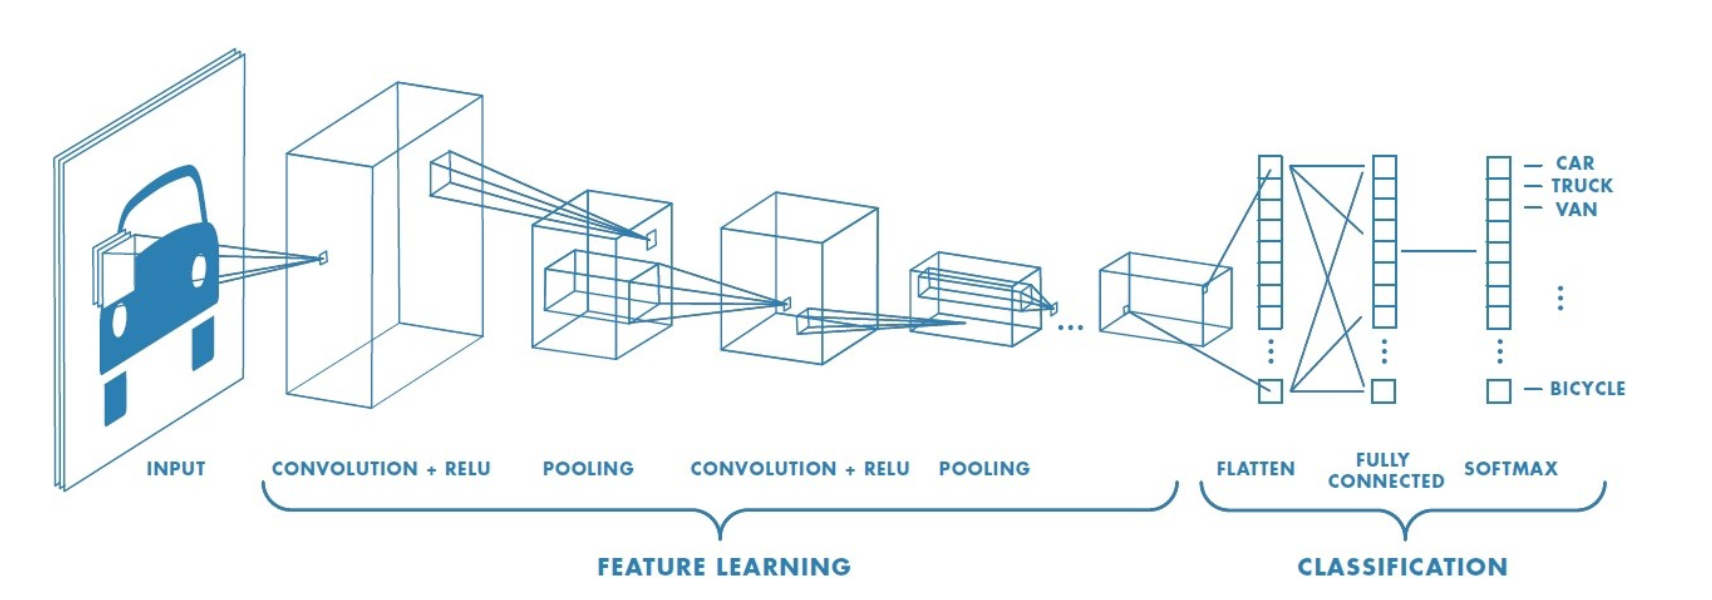 CAR
TRUCK
VAN
BICYCLE
INPUT
CONVOLUTION + RELU
POOLING
CONVOLUTION + RELU
POOLING
FLATTEN
FULLY
CONNECTED
SOFTMAX
FEATURE LEARNING
CLASSIFICATION